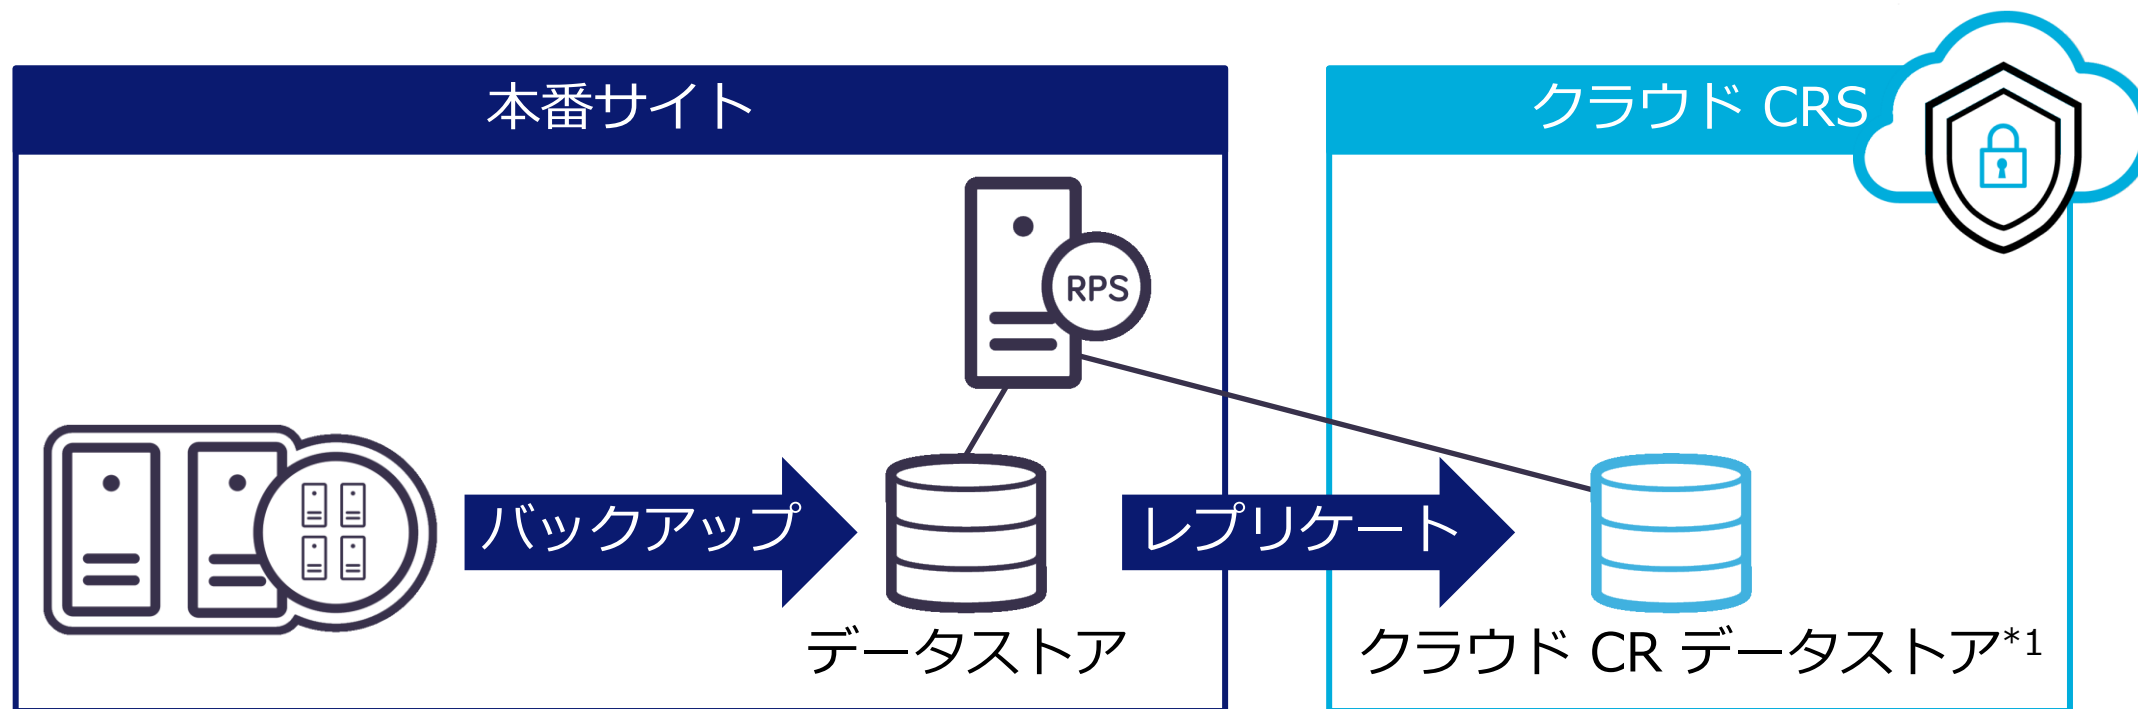 本番サイト
クラウド CRS
RPS
バックアップ
レプリケート
データストア
クラウド CR データストア*1